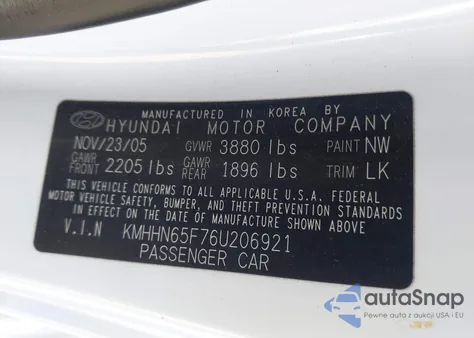 MANUFACTURED IN KOREA BY
HYUNDAI MOTOR COMPANY
NOV/23/05 GVWR 3880 lbs PAINT NW
GAWR FRONT 2205 lbs GAWR REAR 1896 lbs TRIM LK
THIS VEHICLE CONFORMS TO ALL APPLICABLE U.S.A. FEDERAL
MOTOR VEHICLE SAFETY, BUMPER, AND THEFT PREVENTION STANDARDS
IN EFFECT ON THE DATE OF MANUFACTURE SHOWN ABOVE.
V.I.N KMHHN65F76U206921
PASSENGER CAR
autaSnap
Pewne auta z aukcji USA i EU